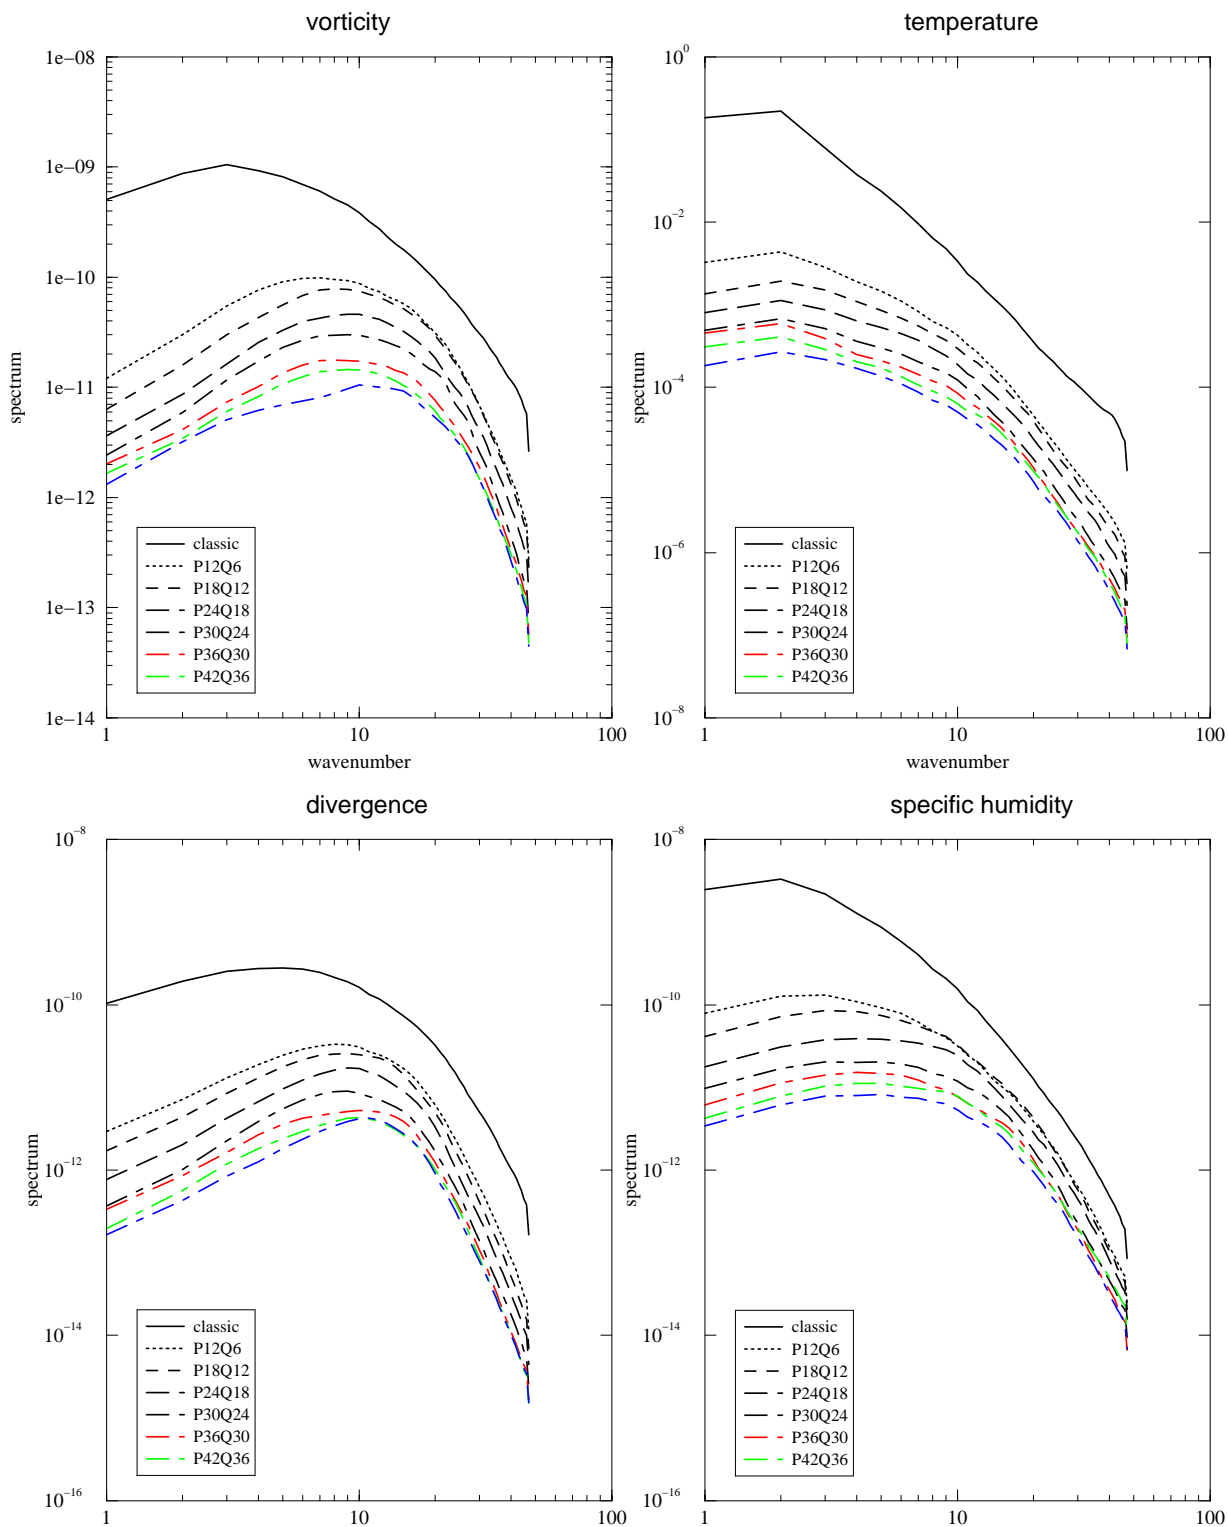 vorticity
1e−08
1e−09
1e−10
1e−11
1e−12
1e−13
1e−14
spectrum
1
10
100
wavenumber
classic
P12Q6
P18Q12
P24Q18
P30Q24
P36Q30
P42Q36
temperature
10^0
10^−2
10^−4
10^−6
10^−8
spectrum
1
10
100
wavenumber
classic
P12Q6
P18Q12
P24Q18
P30Q24
P36Q30
P42Q36
divergence
10^−8
10^−10
10^−12
10^−14
10^−16
spectrum
1
10
100
classic
P12Q6
P18Q12
P24Q18
P30Q24
P36Q30
P42Q36
specific humidity
10^−8
10^−10
10^−12
10^−14
10^−16
spectrum
1
10
100
classic
P12Q6
P18Q12
P24Q18
P30Q24
P36Q30
P42Q36